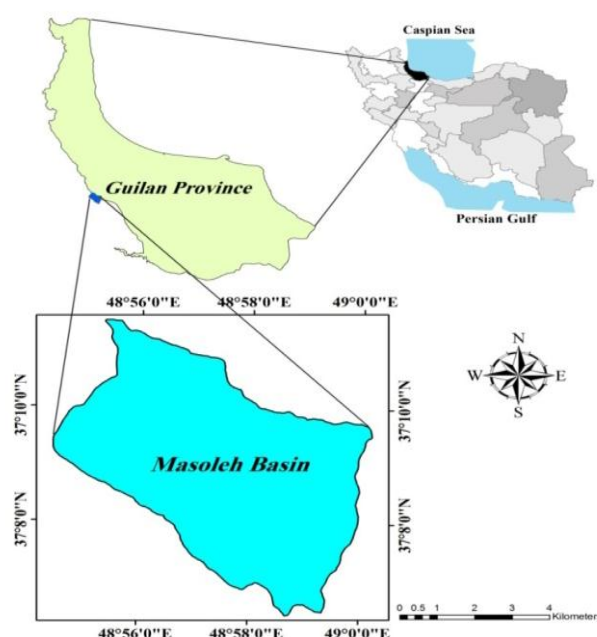 Caspian Sea
Guilan Province
Persian Gulf
48°56'0"E 48°58'0"E 49°0'0"E
N
W E
S
37°10'0"N 37°10'0"N
Masoleh Basin
37°8'0"N 37°8'0"N
0 0.5 1 2 3 4
Kilometer
48°56'0"E 48°58'0"E 49°0'0"E